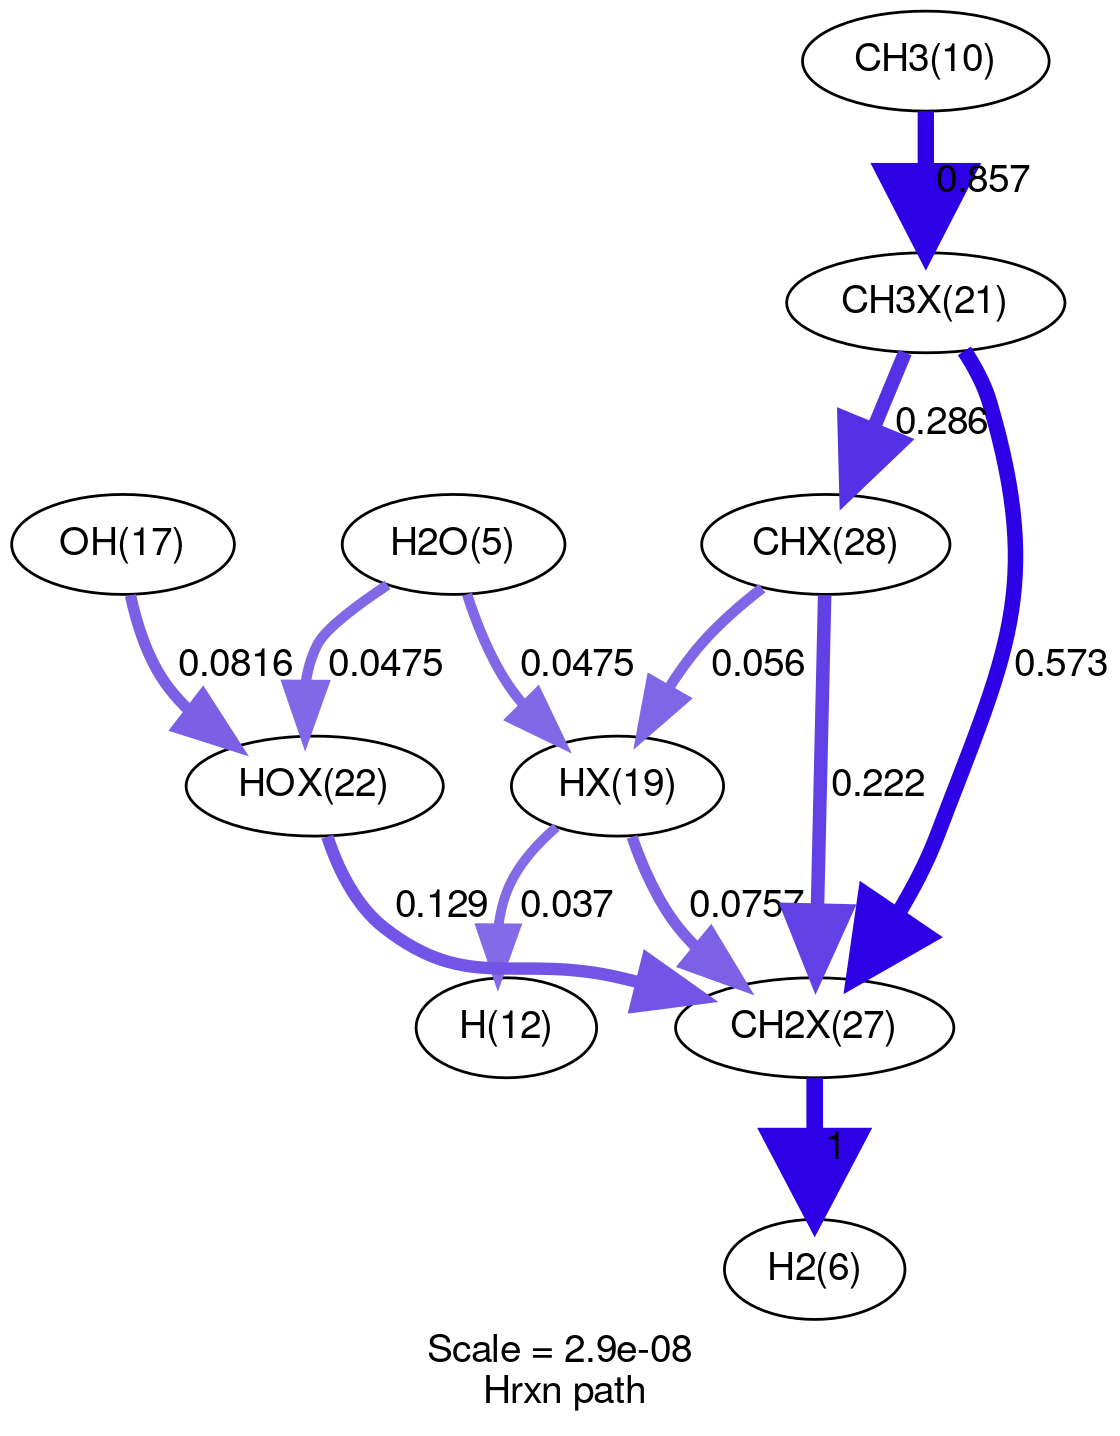 CH3(10)
0.857
CH3X(21)
0.286
OH(17)
H2O(5)
CHX(28)
0.0816
0.0475
0.0475
0.056
0.573
HOX(22)
HX(19)
0.222
0.129
0.037
0.0757
H(12)
CH2X(27)
1
H2(6)
Scale = 2.9e-08
Hrxn path